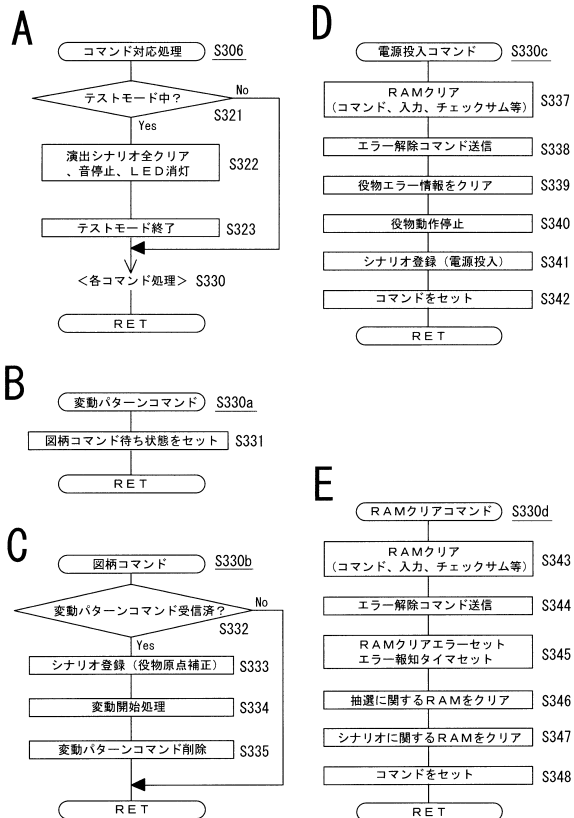 A
コマンド対応処理 S306
テストモード中?
No
S321
Yes
演出シナリオ全クリア
、音停止、LED消灯
S322
テストモード終了 S323
<各コマンド処理> S330
RET
B
変動パターンコマンド S330a
図柄コマンド待ち状態をセット S331
RET
C
図柄コマンド S330b
変動パターンコマンド受信済?
No
S332
Yes
シナリオ登録(役物原点補正) S333
変動開始処理 S334
変動パターンコマンド削除 S335
RET
D
電源投入コマンド S330c
RAMクリア
(コマンド、入力、チェックサム等)
S337
エラー解除コマンド送信 S338
役物エラー情報をクリア S339
役物動作停止 S340
シナリオ登録(電源投入) S341
コマンドをセット S342
RET
E
RAMクリアコマンド S330d
RAMクリア
(コマンド、入力、チェックサム等)
S343
エラー解除コマンド送信 S344
RAMクリアエラーセット
エラー報知タイマセット
S345
抽選に関するRAMをクリア S346
シナリオに関するRAMをクリア S347
コマンドをセット S348
RET